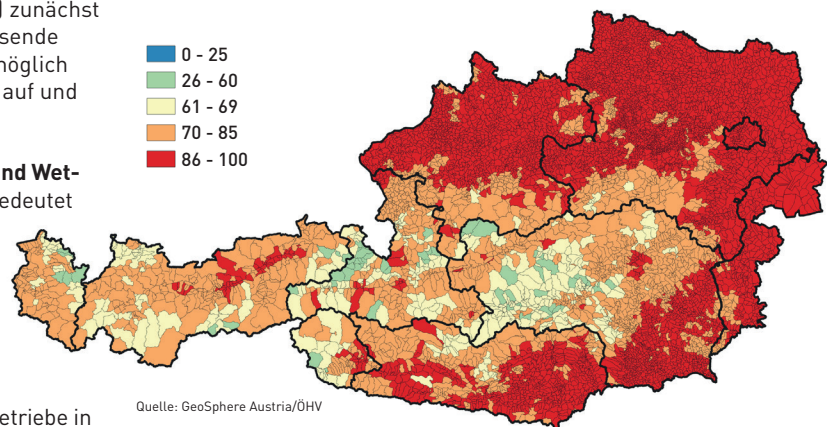 ) zunächst
sende
möglich
auf und
nd Wet-
edeutet
etriebe in
0 - 25
26 - 60
61 - 69
70 - 85
86 - 100
Quelle: GeoSphere Austria/ÖHV